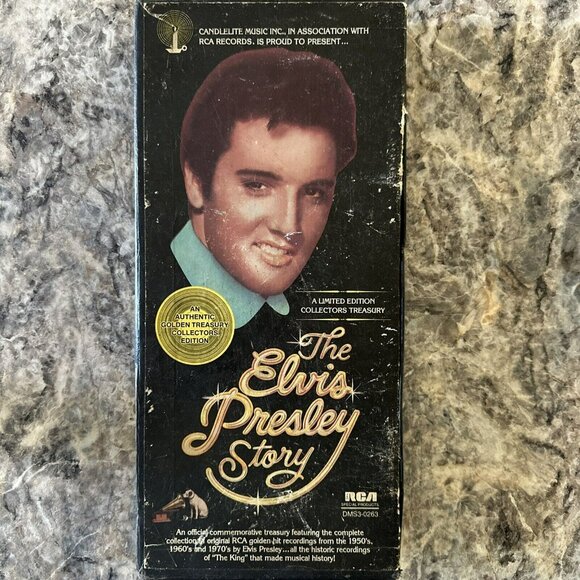 CANDLELITE MUSIC INC., IN ASSOCIATION WITH
RCA RECORDS, IS PROUD TO PRESENT...
A LIMITED EDITION
COLLECTORS TREASURY
AN
AUTHENTIC
GOLDEN TREASURY
COLLECTORS
EDITION
The
Elvis
Presley
Story
RCA
SPECIAL PRODUCTS
DMS3-0263
An official commemorative treasury featuring the complete
collection of original RCA golden hit recordings from the 1950's,
1960's and 1970's by Elvis Presley...all the historic recordings
of "The King" that made musical history!